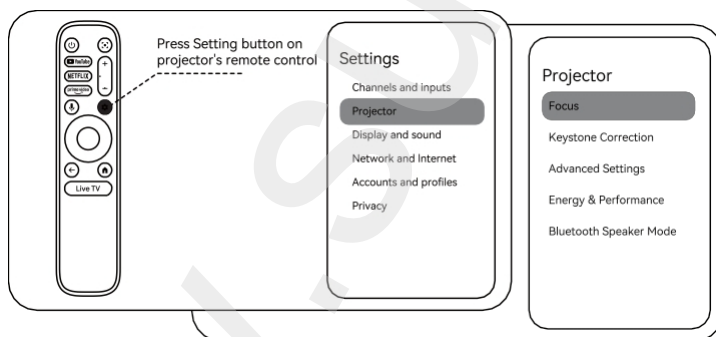 Press Setting button on
projector's remote control
YouTube
NETFLIX
prime video
Live TV
Settings
Channels and inputs
Projector
Display and sound
Network and Internet
Accounts and profiles
Privacy
Projector
Focus
Keystone Correction
Advanced Settings
Energy & Performance
Bluetooth Speaker Mode